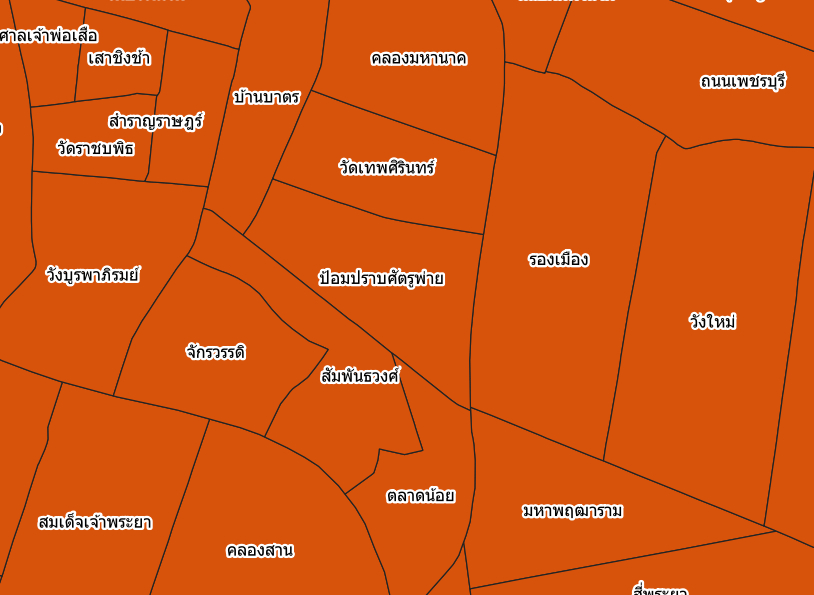 ศาลเจ้าพ่อเสือ
เสาชิงช้า
คลองมหานาค
ถนนเพชรบุรี
บ้านบาตร
สำราญราษฎร์
วัดราชบพิธ
วัดเทพศิรินทร์
รองเมือง
วังบูรพาภิรมย์
ป้อมปราบศัตรูพ่าย
วังใหม่
จักรวรรดิ
สัมพันธวงศ์
ตลาดน้อย
มหาพฤฒาราม
สมเด็จเจ้าพระยา
คลองสาน
สี่พระยา